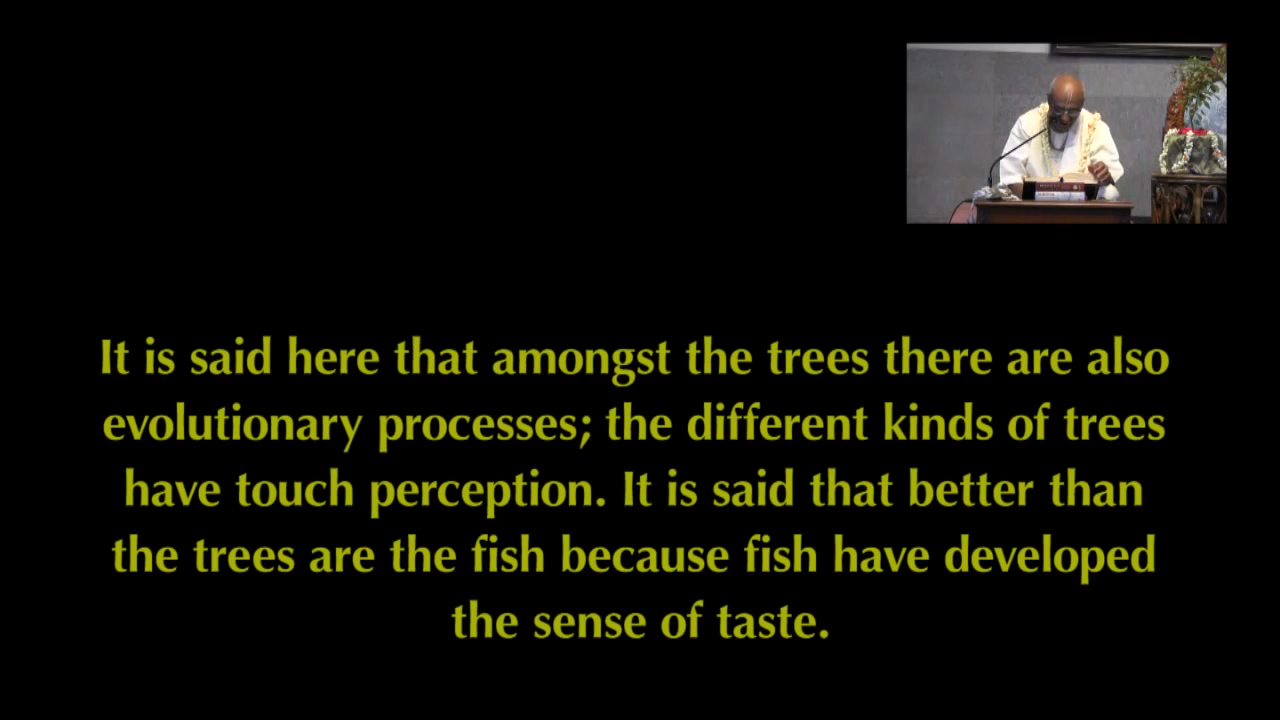 It is said here that amongst the trees there are also
evolutionary processes; the different kinds of trees
have touch perception. It is said that better than
the trees are the fish because fish have developed
the sense of taste.